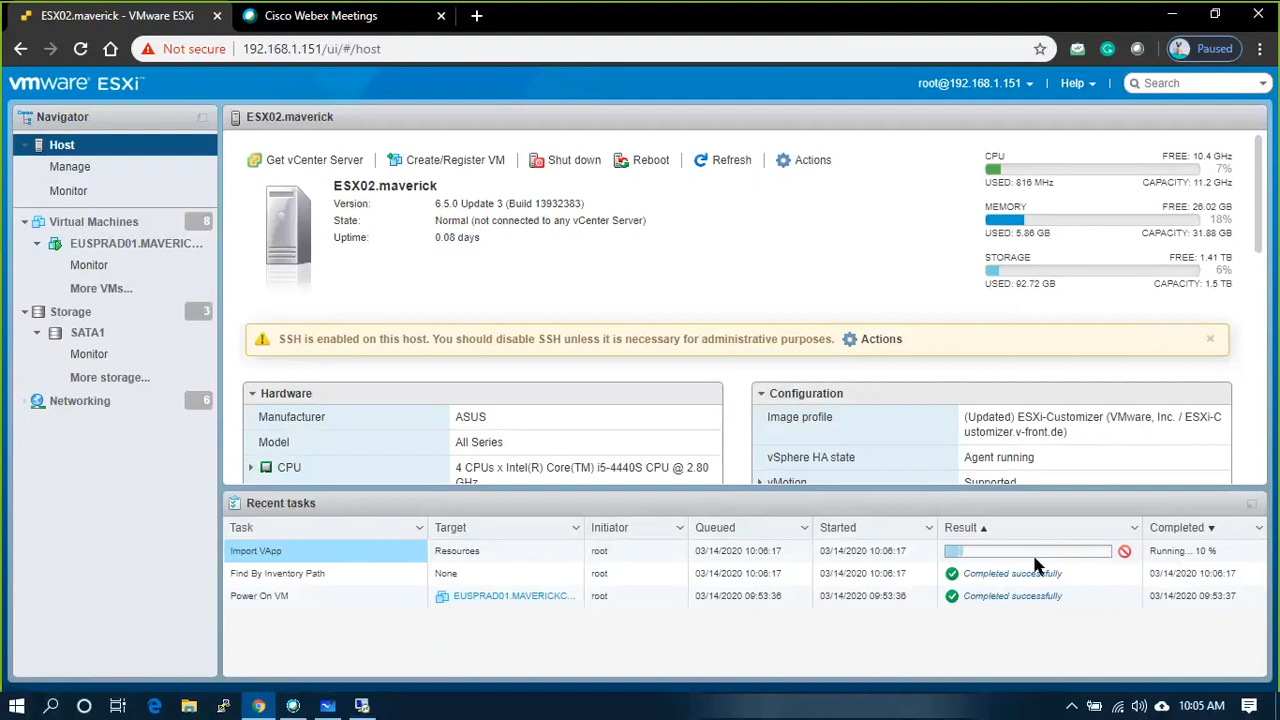 ESX02.maverick - VMware ESXi
Cisco Webex Meetings
Not secure
192.168.1.151/ui/#/host
Paused
vmware ESXi
root@192.168.1.151
Help
Search
Navigator
Host
Manage
Monitor
Virtual Machines
8
EUSPRAD01.MAVERIC...
Monitor
More VMs...
Storage
3
SATA1
Monitor
More storage...
Networking
6
ESX02.maverick
Get vCenter Server
Create/Register VM
Shut down
Reboot
Refresh
Actions
ESX02.maverick
Version: 6.5.0 Update 3 (Build 13932383)
State: Normal (not connected to any vCenter Server)
Uptime: 0.08 days
CPU FREE: 10.4 GHz
7%
USED: 816 MHz CAPACITY: 11.2 GHz
MEMORY FREE: 26.02 GB
18%
USED: 5.86 GB CAPACITY: 31.88 GB
STORAGE FREE: 1.41 TB
6%
USED: 92.72 GB CAPACITY: 1.5 TB
SSH is enabled on this host. You should disable SSH unless it is necessary for administrative purposes. Actions
Hardware
Manufacturer ASUS
Model All Series
CPU 4 CPUs x Intel(R) Core(TM) i5-4440S CPU @ 2.80
GHz
Configuration
Image profile (Updated) ESXi-Customizer (VMware, Inc. / ESXi-C
ustomizer.v-front.de)
vSphere HA state Agent running
vMotion Supported
Recent tasks
Task Target Initiator Queued Started Result Completed
Import VApp Resources root 03/14/2020 10:06:17 03/14/2020 10:06:17 Running... 10 %
Find By Inventory Path None root 03/14/2020 10:06:17 03/14/2020 10:06:17 Completed successfully 03/14/2020 10:06:17
Power On VM EUSPRAD01.MAVERICKC... root 03/14/2020 09:53:36 03/14/2020 09:53:36 Completed successfully 03/14/2020 09:53:37
10:05 AM